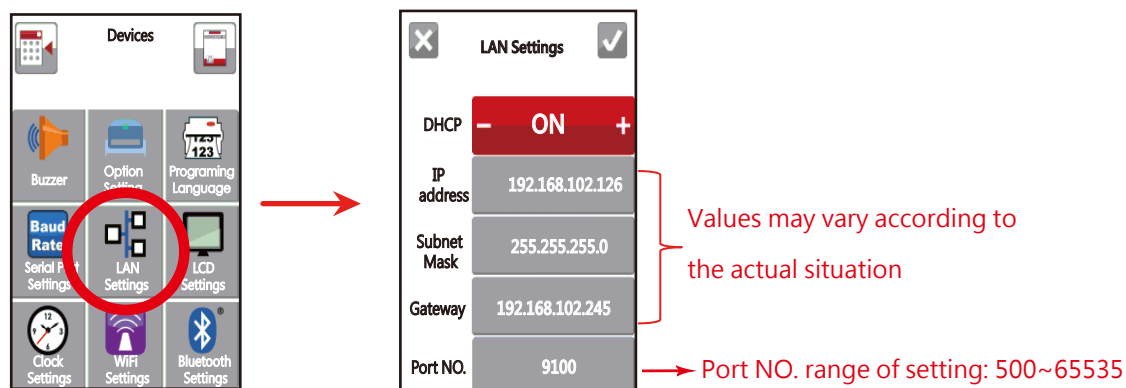 Devices
Buzzer
Option
Setting
Programing
Language
123
123
Baud
Rate
Serial Port
Settings
LAN
Settings
LCD
Settings
12
3
6
9
Clock
Settings
WiFi
Settings
Bluetooth
Settings
LAN Settings
DHCP
− ON +
IP
address
192.168.102.126
Subnet
Mask
255.255.255.0
Gateway
192.168.102.245
Port NO.
9100
Values may vary according to
the actual situation
Port NO. range of setting: 500~65535